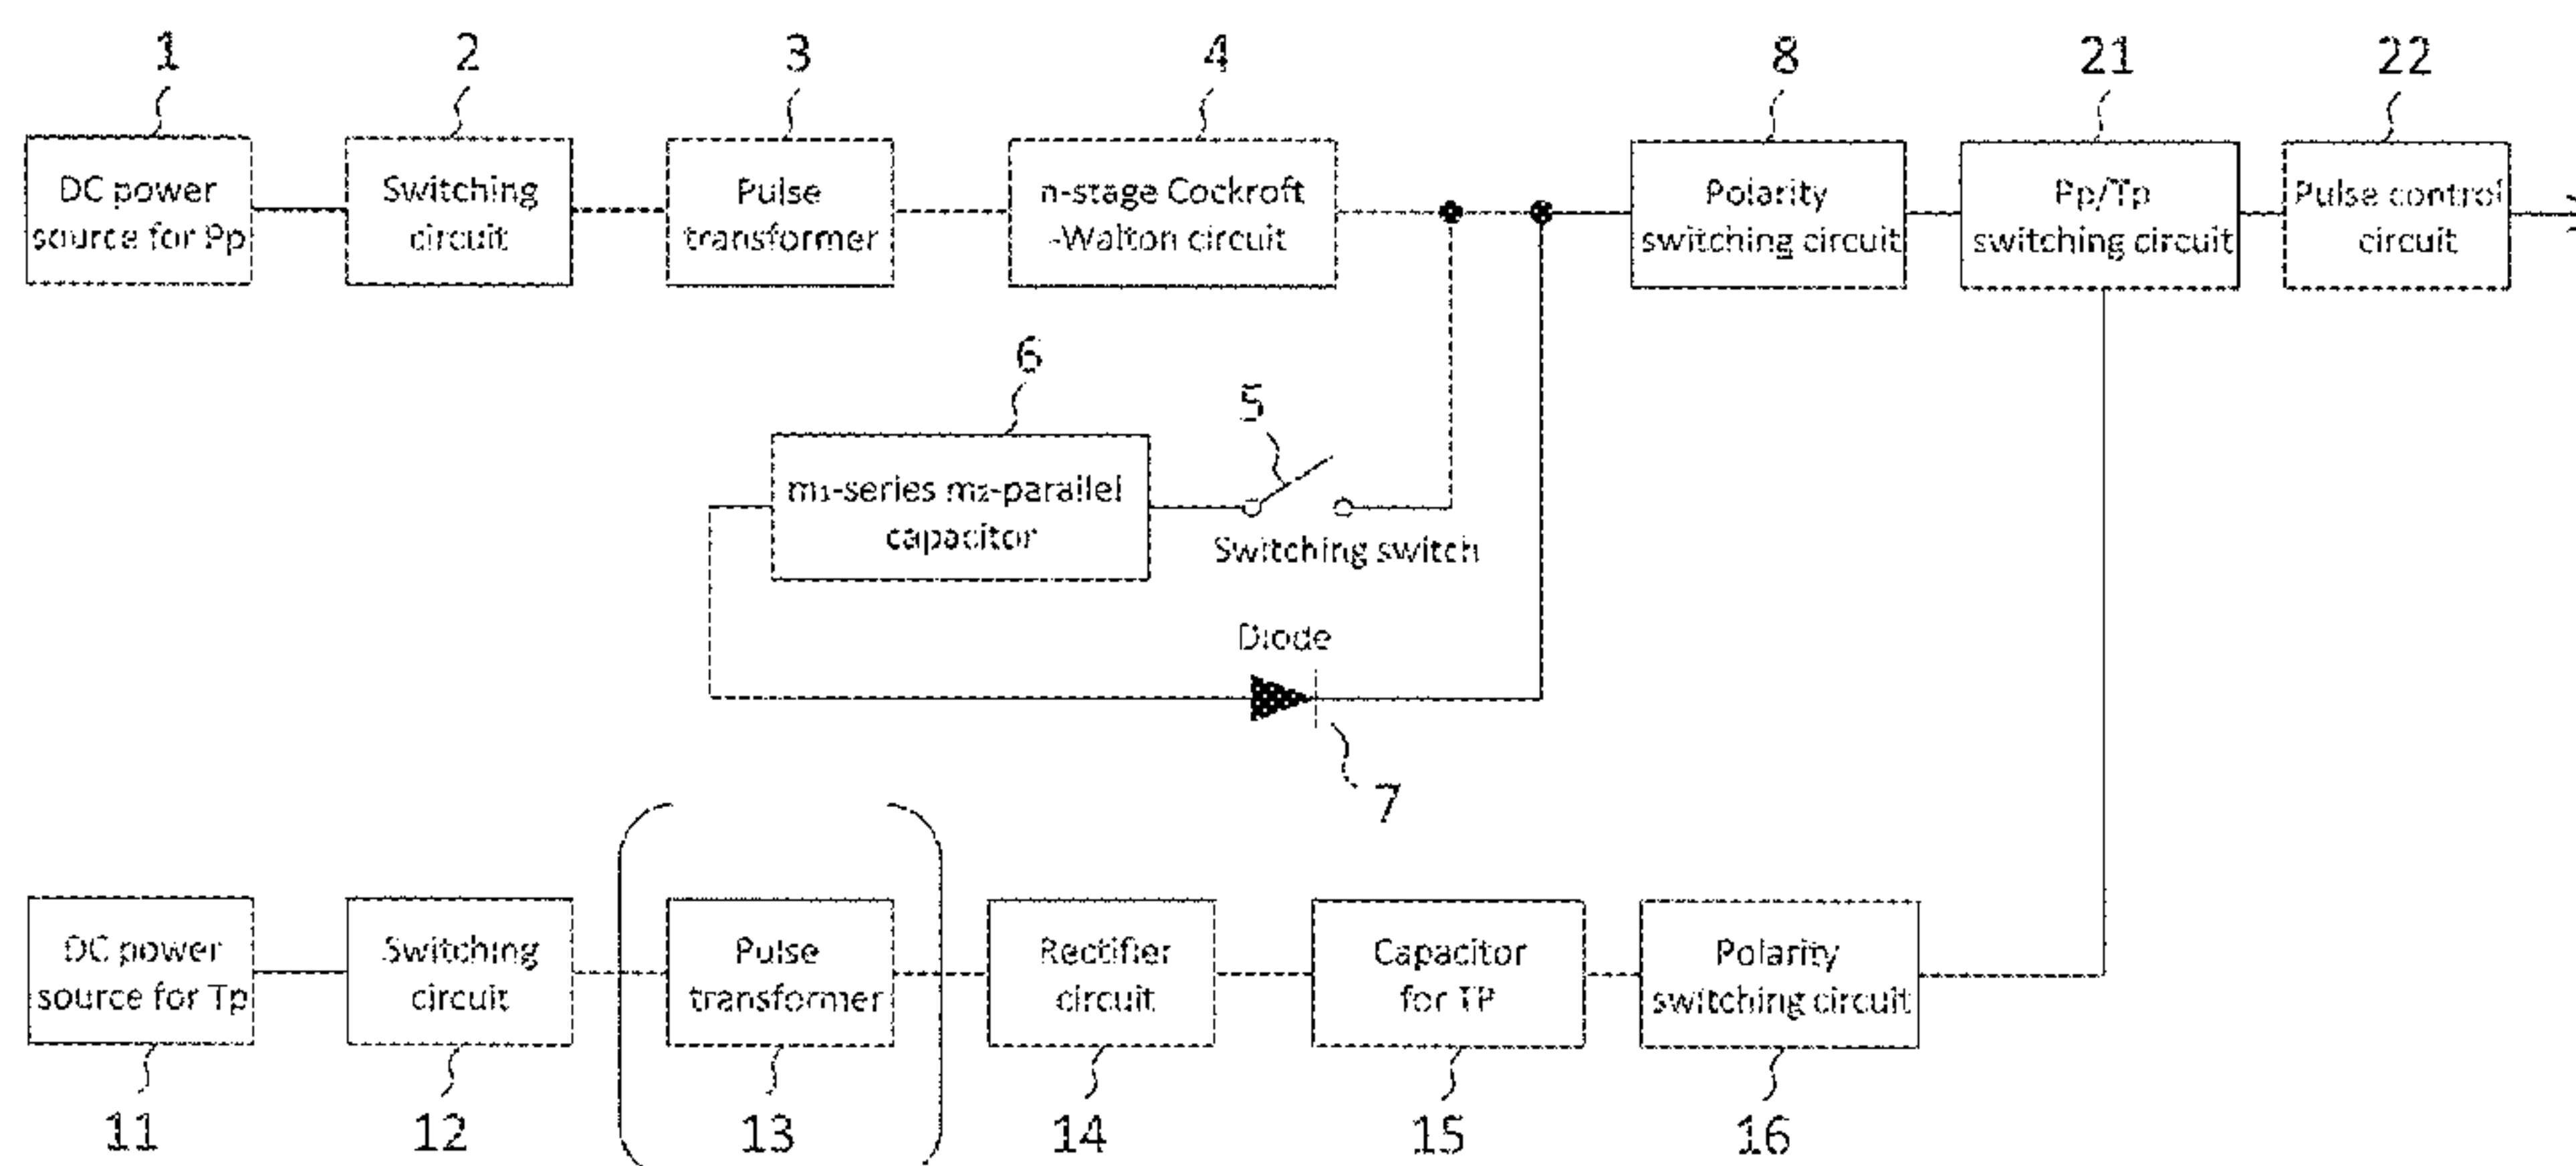 1
2
3
4
8
21
22
DC power
source for Pp
Switching
circuit
Pulse
transformer
n-stage Cockroft
-Walton circuit
Polarity
switching circuit
Pp/Tp
switching circuit
Pulse control
circuit
6
5
m₁-series m₂-parallel
capacitor
Switching switch
Diode
7
DC power
source for Tp
Switching
circuit
Pulse
transformer
Rectifier
circuit
Capacitor
for TP
Polarity
switching circuit
11
12
13
14
15
16